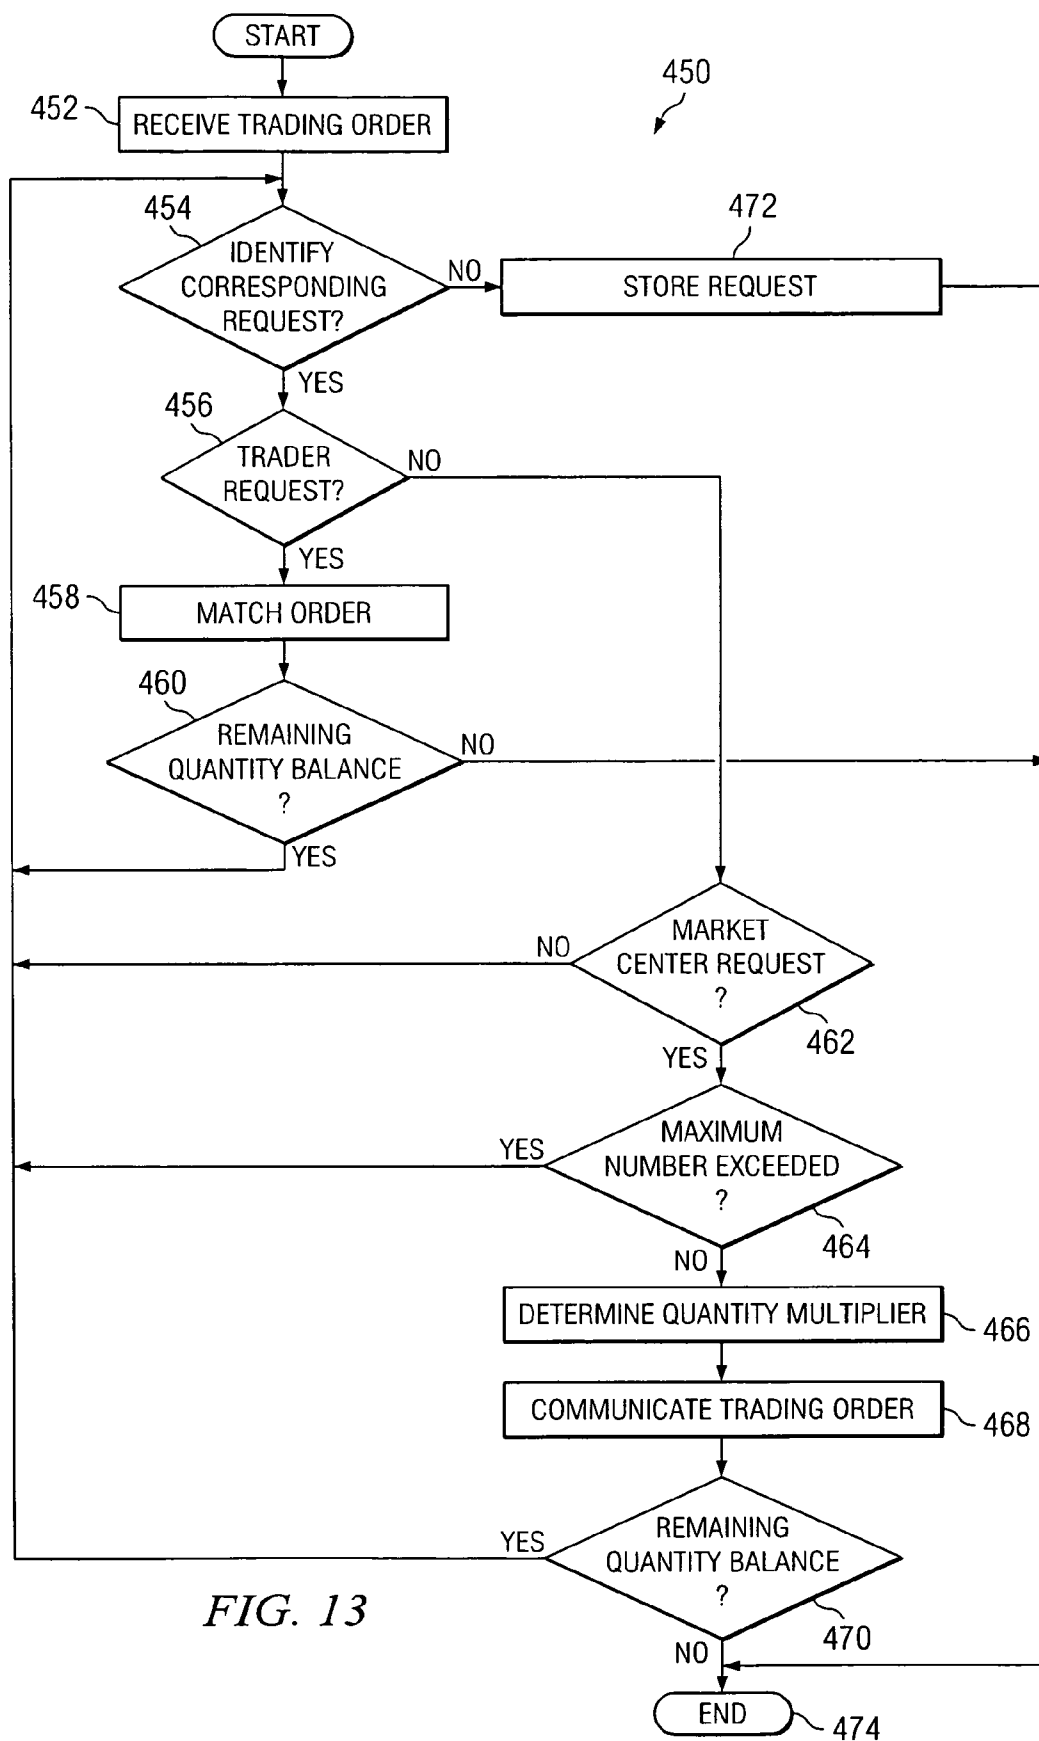 START
450
452
RECEIVE TRADING ORDER
454
IDENTIFY
CORRESPONDING
REQUEST?
NO
472
STORE REQUEST
YES
456
TRADER
REQUEST?
NO
YES
458
MATCH ORDER
460
REMAINING
QUANTITY BALANCE
?
NO
YES
MARKET
CENTER REQUEST
?
NO
462
YES
MAXIMUM
NUMBER EXCEEDED
?
YES
464
NO
DETERMINE QUANTITY MULTIPLIER
466
COMMUNICATE TRADING ORDER
468
REMAINING
QUANTITY BALANCE
?
YES
470
NO
FIG. 13
END
474